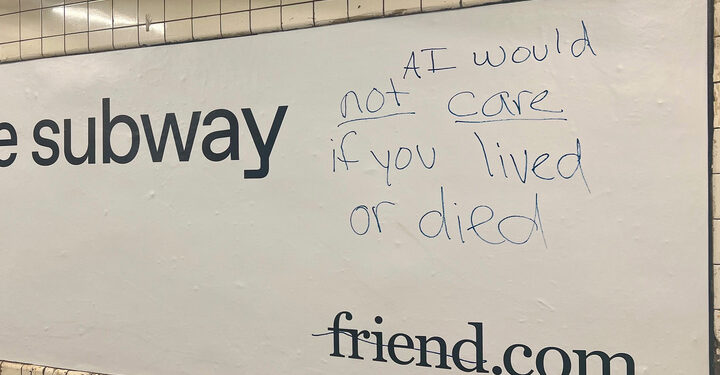 e subway
AI would
not care
if you lived
or died
friend.com